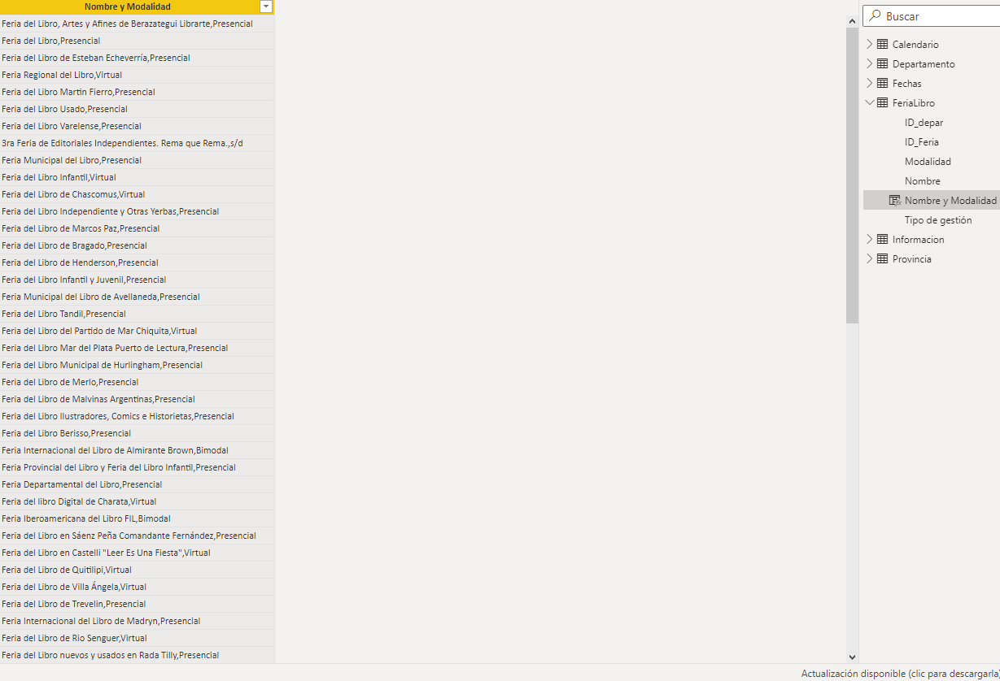 Nombre y Modalidad
Feria del Libro, Artes y Afines de Berazategui Librarte,Presencial
Feria del Libro,Presencial
Feria del Libro de Esteban Echeverría,Presencial
Feria Regional del Libro,Virtual
Feria del Libro Martin Fierro,Presencial
Feria del Libro Usado,Presencial
Feria del Libro Varelense,Presencial
3ra Feria de Editoriales Independientes. Rema que Rema.,s/d
Feria Municipal del Libro,Presencial
Feria del Libro Infantil,Virtual
Feria del Libro de Chascomus,Virtual
Feria del Libro Independiente y Otras Yerbas,Presencial
Feria del Libro de Marcos Paz,Presencial
Feria del Libro de Bragado,Presencial
Feria del Libro de Henderson,Presencial
Feria del Libro Infantil y Juvenil,Presencial
Feria Municipal del Libro de Avellaneda,Presencial
Feria del Libro Tandil,Presencial
Feria del Libro del Partido de Mar Chiquita,Virtual
Feria del Libro Mar del Plata Puerto de Lectura,Presencial
Feria del Libro Municipal de Hurlingham,Presencial
Feria del Libro de Merlo,Presencial
Feria del Libro de Malvinas Argentinas,Presencial
Feria del Libro Ilustradores, Comics e Historietas,Presencial
Feria del Libro Berisso,Presencial
Feria Internacional del Libro de Almirante Brown,Bimodal
Feria Provincial del Libro y Feria del Libro Infantil,Presencial
Feria Departamental del Libro,Presencial
Feria del libro Digital de Charata,Virtual
Feria Iberoamericana del Libro FIL,Bimodal
Feria del Libro en Sáenz Peña Comandante Fernández,Presencial
Feria del Libro en Castelli "Leer Es Una Fiesta",Virtual
Feria del Libro de Quitilipi,Virtual
Feria del Libro de Villa Ángela,Virtual
Feria del Libro de Trevelin,Presencial
Feria Internacional del Libro de Madryn,Presencial
Feria del Libro de Rio Senguer,Virtual
Feria del Libro nuevos y usados en Rada Tilly,Presencial
Buscar
Calendario
Departamento
Fechas
FeriaLibro
ID_depar
ID_Feria
Modalidad
Nombre
Nombre y Modalidad
Tipo de gestión
Informacion
Provincia
Actualización disponible (clic para descargarla)